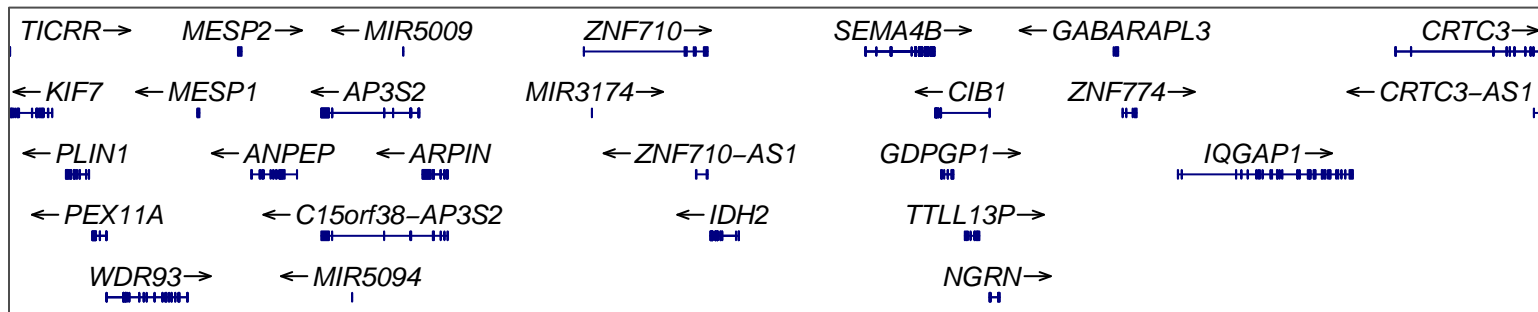 TICRR→ MESP2→ ←MIR5009 ZNF710→ SEMA4B→ ←GABARAPL3 CRTC3→
←KIF7 ←MESP1 ←AP3S2 MIR3174→ ←CIB1 ZNF774→ ←CRTC3−AS1
←PLIN1 ←ANPEP ←ARPIN ←ZNF710−AS1 GDPGP1→ IQGAP1→
←PEX11A ←C15orf38−AP3S2 ←IDH2 TTLL13P→
WDR93→ ←MIR5094 NGRN→